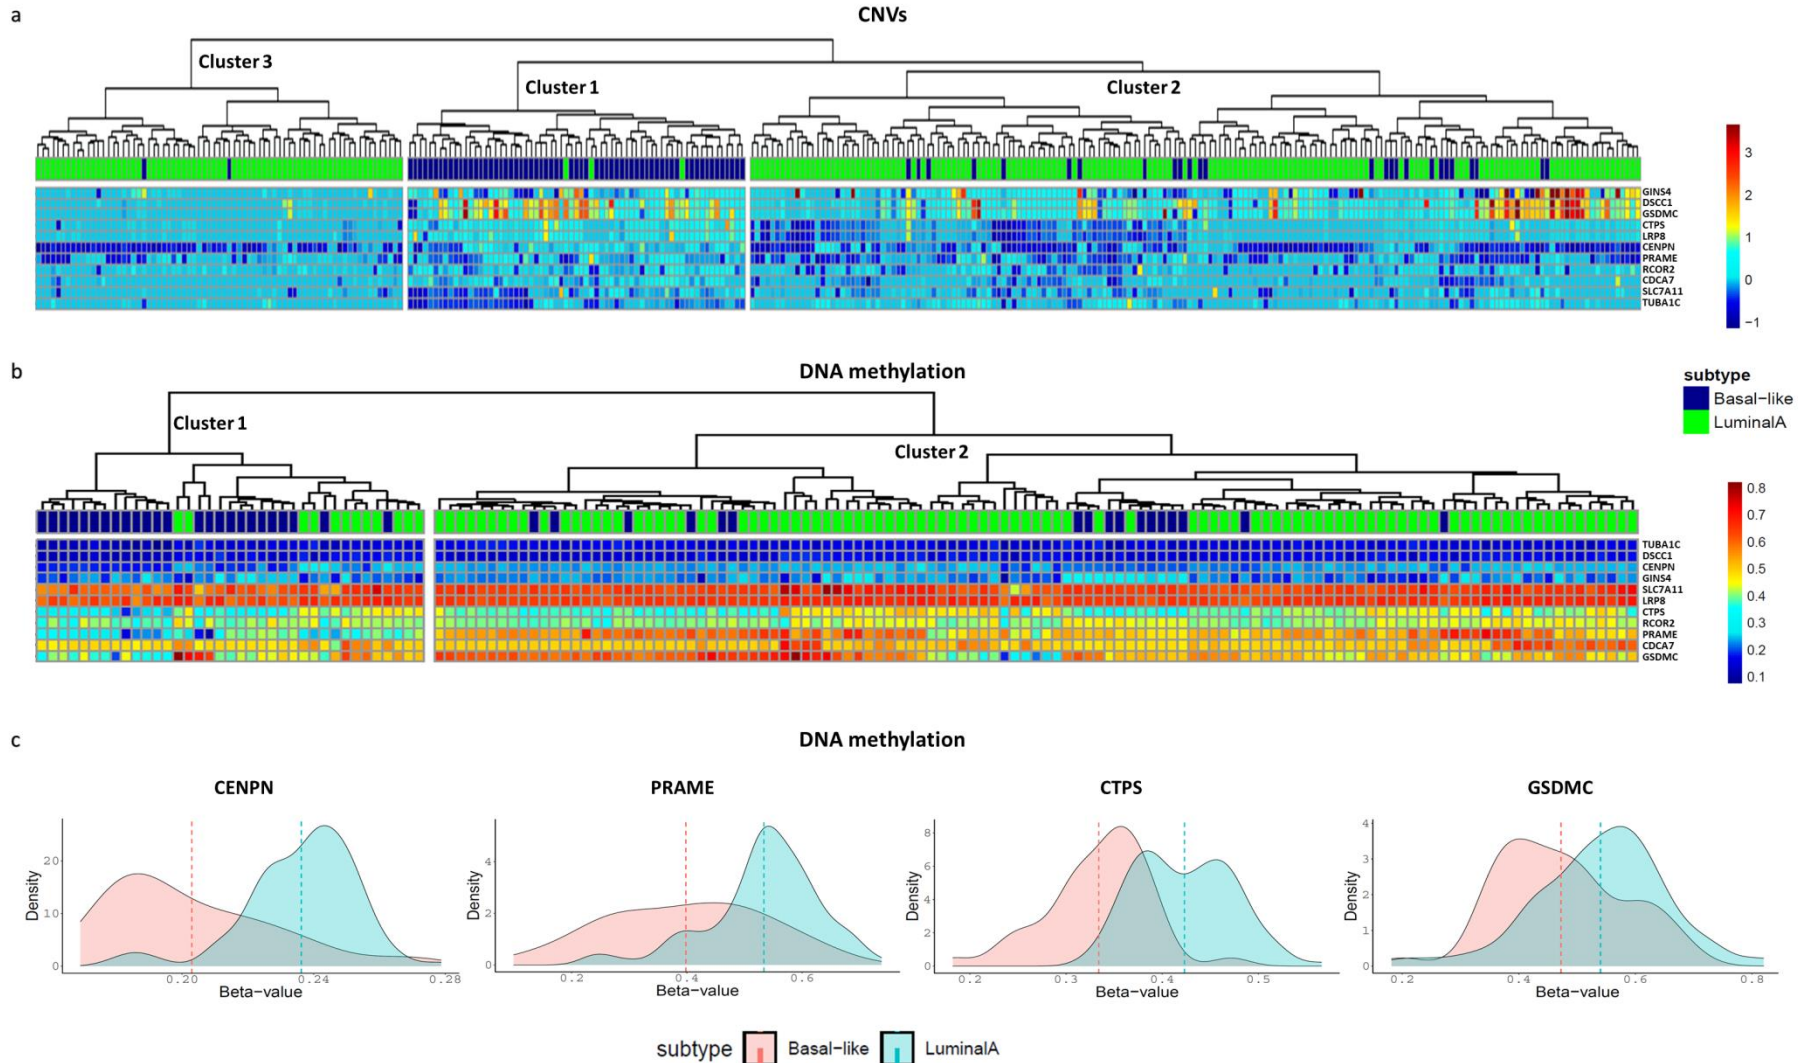 a
CNVs
Cluster 3
Cluster 1
Cluster 2
GINS4
DSCC1
GSDMC
CTPS
LRP8
CENPN
PRAME
RCOR2
CDCA7
SLC7A11
TUBA1C
3
2
1
0
−1
b
DNA methylation
Cluster 1
Cluster 2
subtype
Basal−like
LuminalA
TUBA1C
DSCC1
CENPN
GINS4
SLC7A11
LRP8
CTPS
RCOR2
PRAME
CDCA7
GSDMC
0.8
0.7
0.6
0.5
0.4
0.3
0.2
0.1
c
DNA methylation
CENPN
Density
20
10
0
0.20 0.24 0.28
Beta−value
PRAME
Density
4
2
0
0.2 0.4 0.6
Beta−value
CTPS
Density
8
6
4
2
0
0.2 0.3 0.4 0.5
Beta−value
GSDMC
Density
4
3
2
1
0
0.2 0.4 0.6 0.8
Beta−value
subtype Basal−like LuminalA